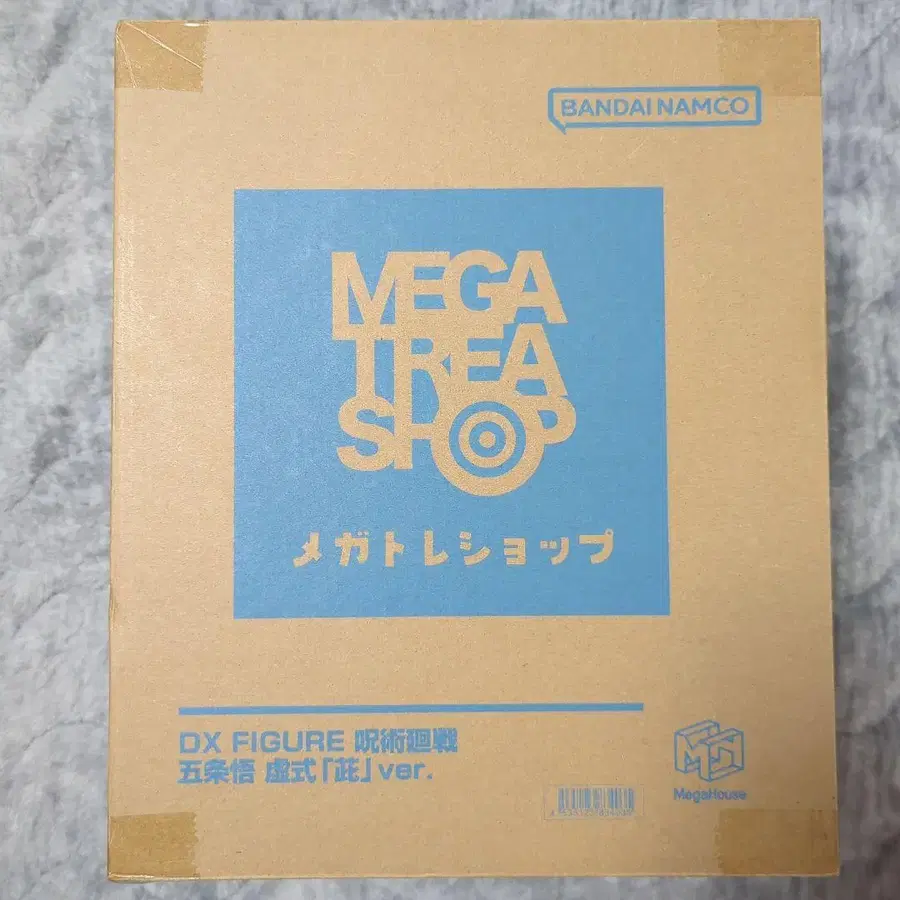 BANDAI NAMCO
MEGA
TREA
SHOP
メガトレショップ
DX FIGURE 呪術廻戦
五条悟 虚式「茈」ver.
MegaHouse